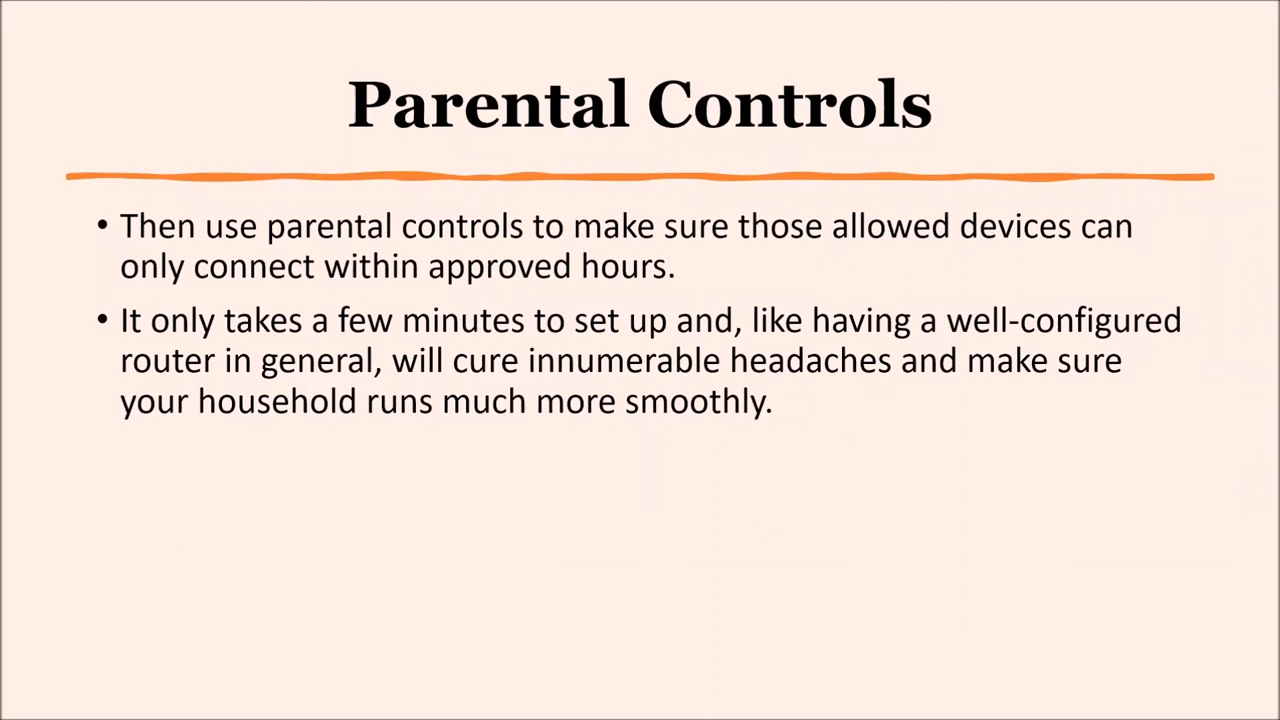 Parental Controls
• Then use parental controls to make sure those allowed devices can
only connect within approved hours.
• It only takes a few minutes to set up and, like having a well-configured
router in general, will cure innumerable headaches and make sure
your household runs much more smoothly.